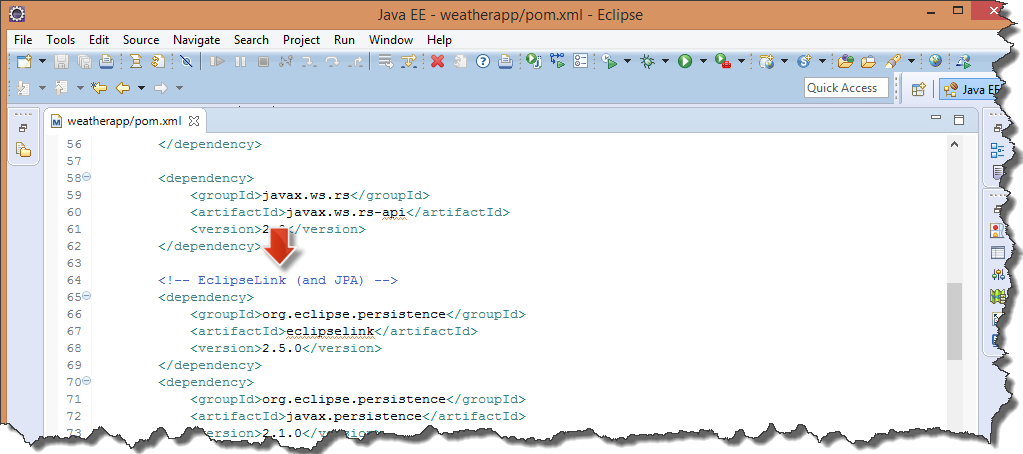 Java EE - weatherapp/pom.xml - Eclipse
File Tools Edit Source Navigate Search Project Run Window Help
Quick Access
Java EE
weatherapp/pom.xml
56 </dependency>
57
58 <dependency>
59 <groupId>javax.ws.rs</groupId>
60 <artifactId>javax.ws.rs-api</artifactId>
61 <version>2. </version>
62 </dependency>
63
64 <!-- EclipseLink (and JPA) -->
65 <dependency>
66 <groupId>org.eclipse.persistence</groupId>
67 <artifactId>eclipselink</artifactId>
68 <version>2.5.0</version>
69 </dependency>
70 <dependency>
71 <groupId>org.eclipse.persistence</groupId>
72 <artifactId>javax.persistence</artifactId>
73 version>2.1.0</version>